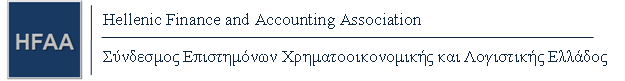 HFAA
Hellenic Finance and Accounting Association
Σύνδεσμος Επιστημόνων Χρηματοοικονομικής και Λογιστικής Ελλάδος